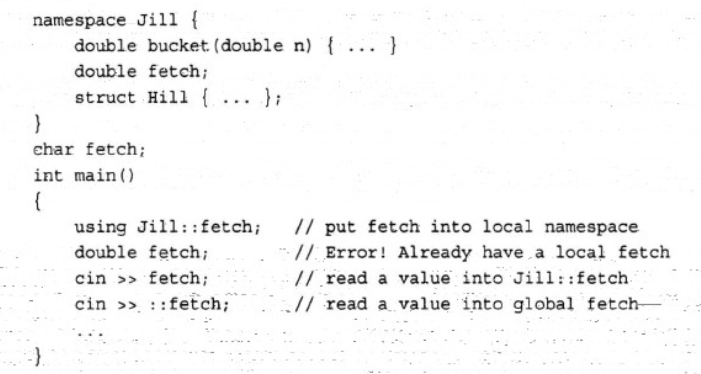 namespace Jill {
    double bucket(double n) { ... }
    double fetch;
    struct Hill { ... };
}
char fetch;
int main()
{
    using Jill::fetch;   // put fetch into local namespace
    double fetch;        // Error! Already have a local fetch
    cin >> fetch;        // read a value into Jill::fetch
    cin >> ::fetch;      // read a value into global fetch
    ...
}